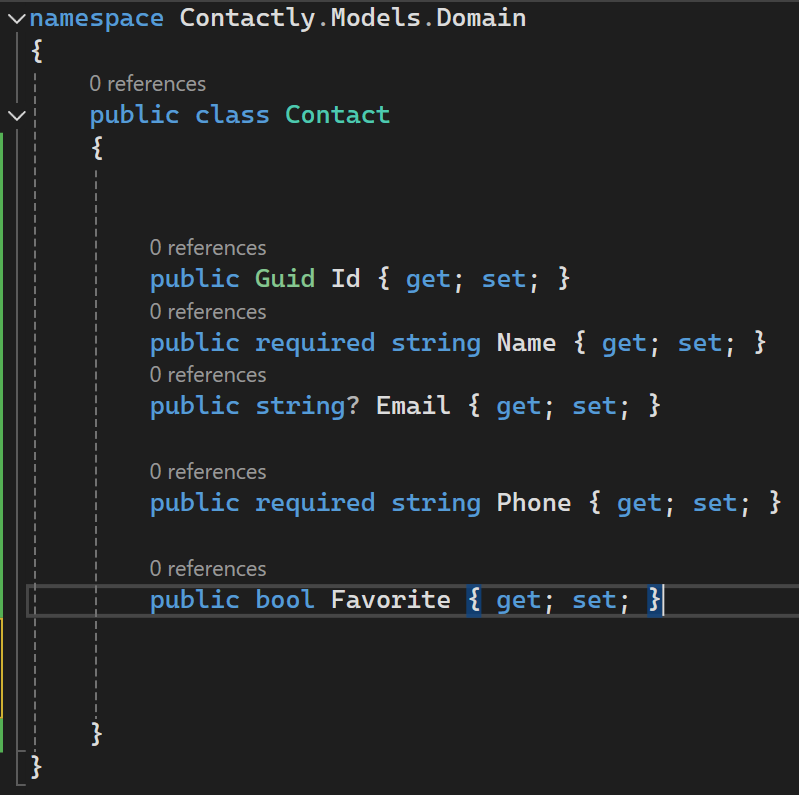 namespace Contactly.Models.Domain
{
0 references
public class Contact
{
0 references
public Guid Id { get; set; }
0 references
public required string Name { get; set; }
0 references
public string? Email { get; set; }
0 references
public required string Phone { get; set; }
0 references
public bool Favorite { get; set; }
}
}